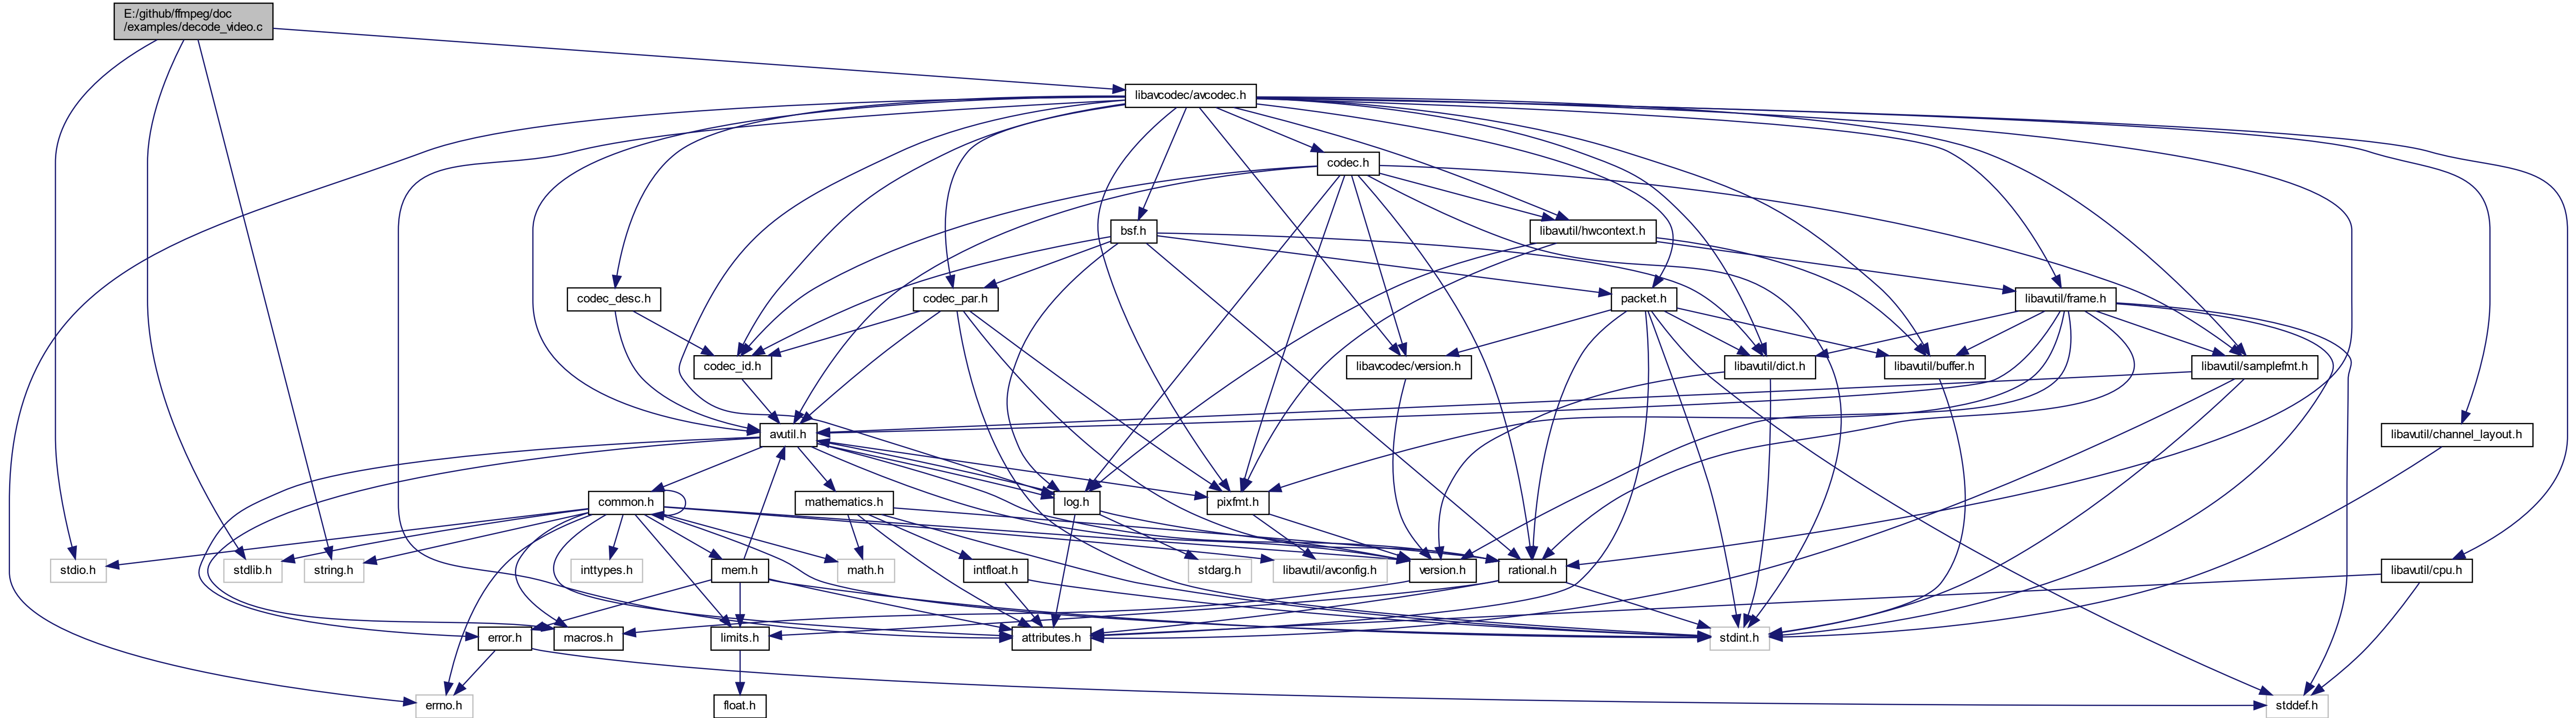 E:/github/ffmpeg/doc
/examples/decode_video.c
libavcodec/avcodec.h
codec.h
bsf.h
libavutil/hwcontext.h
codec_desc.h
codec_par.h
packet.h
libavutil/frame.h
codec_id.h
libavcodec/version.h
libavutil/dict.h
libavutil/buffer.h
libavutil/samplefmt.h
avutil.h
libavutil/channel_layout.h
common.h
mathematics.h
log.h
pixfmt.h
stdio.h
stdlib.h
string.h
inttypes.h
mem.h
math.h
intfloat.h
stdarg.h
libavutil/avconfig.h
version.h
rational.h
libavutil/cpu.h
error.h
macros.h
limits.h
attributes.h
stdint.h
errno.h
float.h
stddef.h